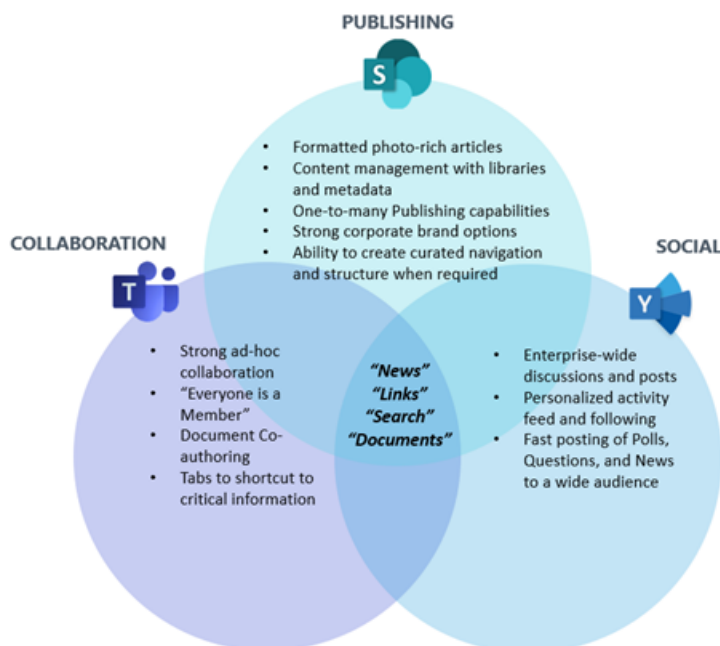 PUBLISHING
S
• Formatted photo-rich articles
• Content management with libraries
and metadata
• One-to-many Publishing capabilities
• Strong corporate brand options
• Ability to create curated navigation
and structure when required
COLLABORATION
T
• Strong ad-hoc
collaboration
• “Everyone is a
Member”
• Document Co-
authoring
• Tabs to shortcut to
critical information
“News”
“Links”
“Search”
“Documents”
SOCIAL
Y
• Enterprise-wide
discussions and posts
• Personalized activity
feed and following
• Fast posting of Polls,
Questions, and News
to a wide audience